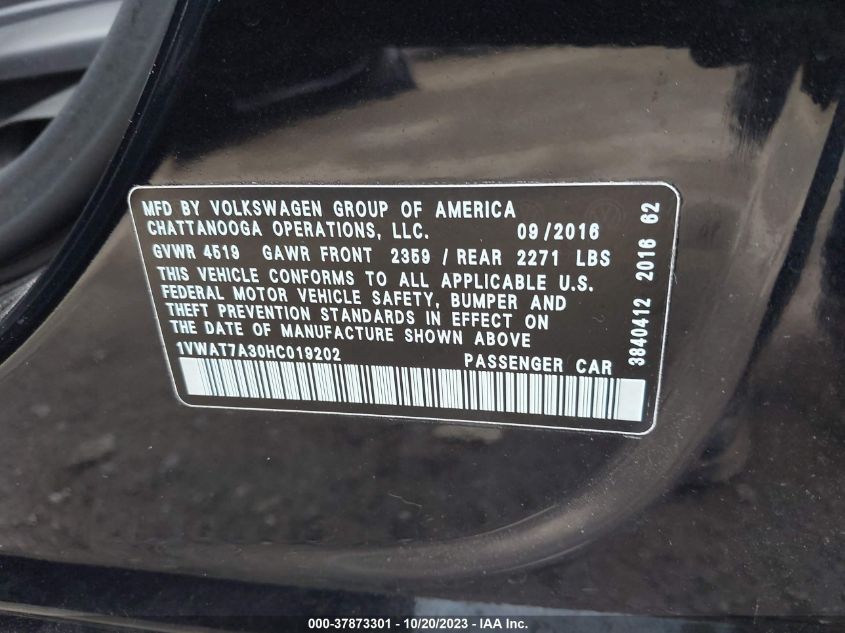 MFD BY VOLKSWAGEN GROUP OF AMERICA
CHATTANOOGA OPERATIONS, LLC. 09/2016
GVWR 4519 GAWR FRONT 2359 / REAR 2271 LBS
THIS VEHICLE CONFORMS TO ALL APPLICABLE U.S.
FEDERAL MOTOR VEHICLE SAFETY, BUMPER AND
THEFT PREVENTION STANDARDS IN EFFECT ON
THE DATE OF MANUFACTURE SHOWN ABOVE
1VWAT7A30HC019202 PASSENGER CAR
3840412 2016 62
000-37873301 - 10/20/2023 - IAA Inc.